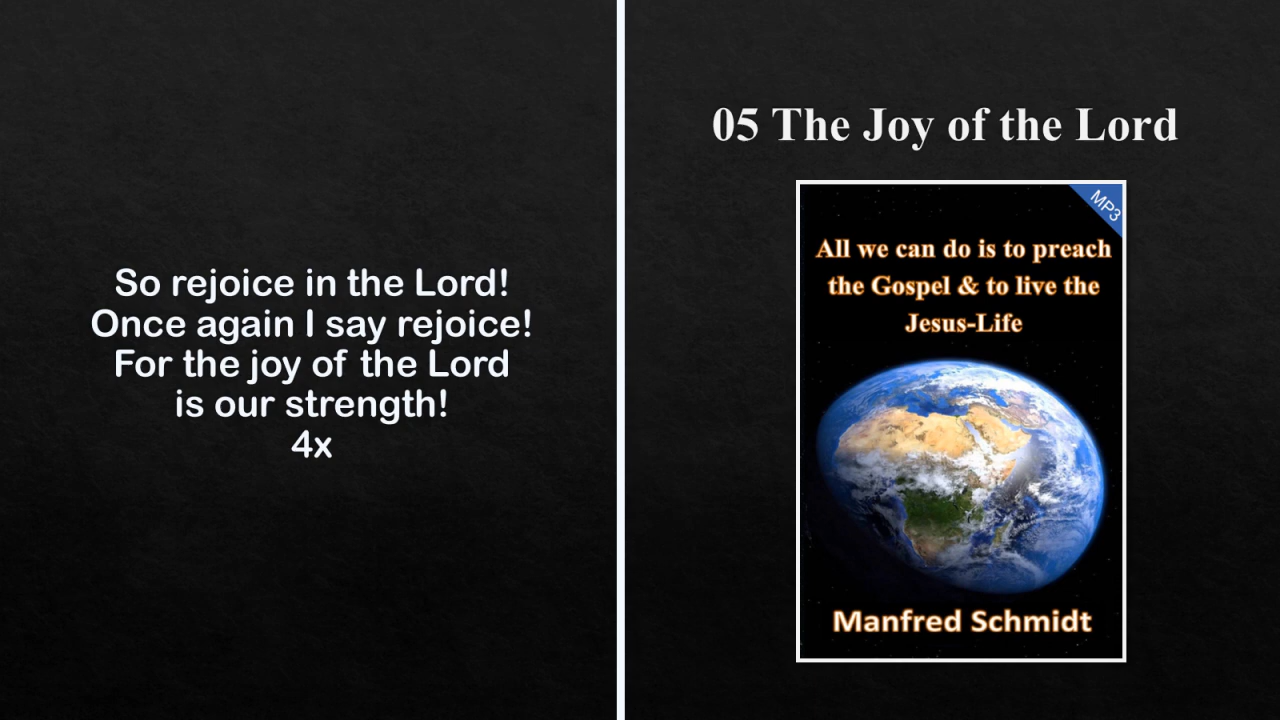 So rejoice in the Lord!
Once again I say rejoice!
For the joy of the Lord
is our strength!
4x
05 The Joy of the Lord
MP3
All we can do is to preach
the Gospel & to live the
Jesus-Life
Manfred Schmidt